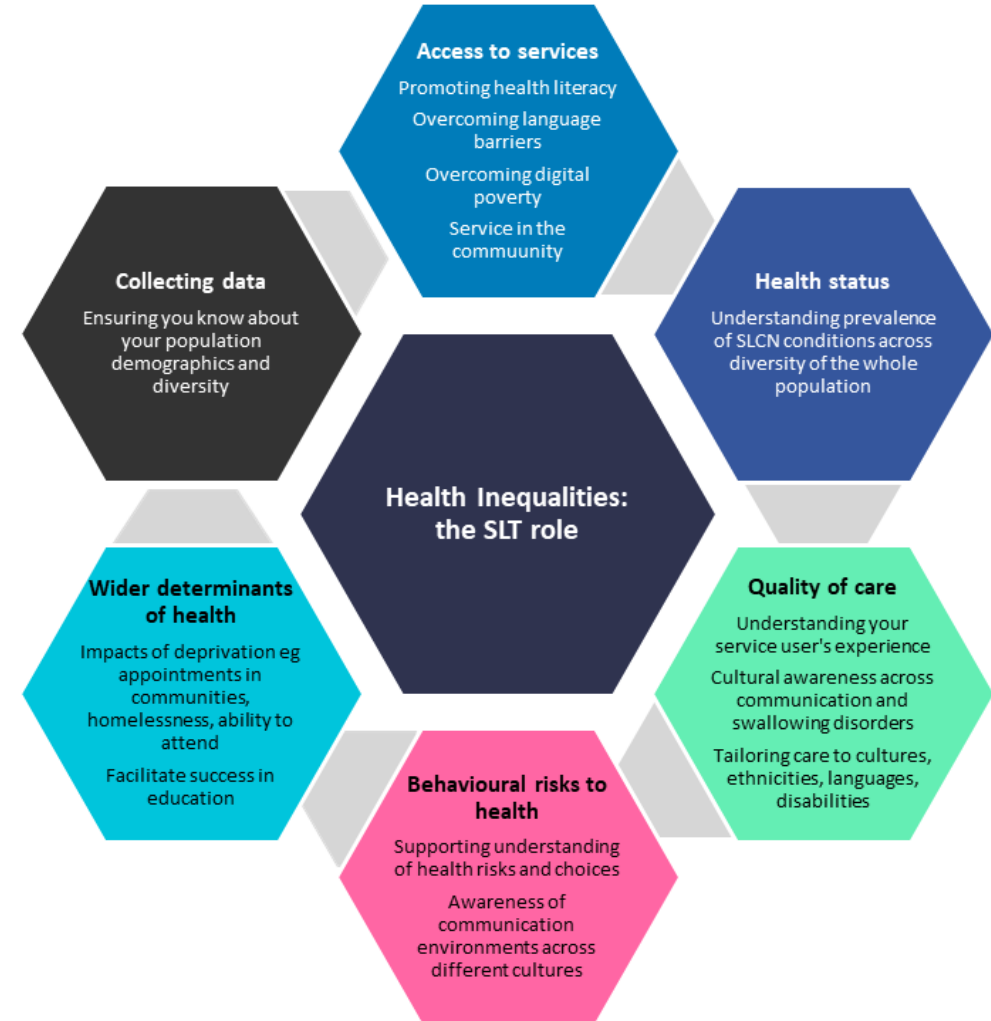 Access to services
Promoting health literacy
Overcoming language
barriers
Overcoming digital
poverty
Service in the
commuunity
Health status
Understanding prevalence
of SLCN conditions across
diversity of the whole
population
Quality of care
Understanding your
service user's experience
Cultural awareness across
communication and
swallowing disorders
Tailoring care to cultures,
ethnicities, languages,
disabilities
Behavioural risks to
health
Supporting understanding
of health risks and choices
Awareness of
communication
environments across
different cultures
Wider determinants
of health
Impacts of deprivation eg
appointments in
communities,
homelessness, ability to
attend
Facilitate success in
education
Collecting data
Ensuring you know about
your population
demographics and
diversity
Health Inequalities:
the SLT role